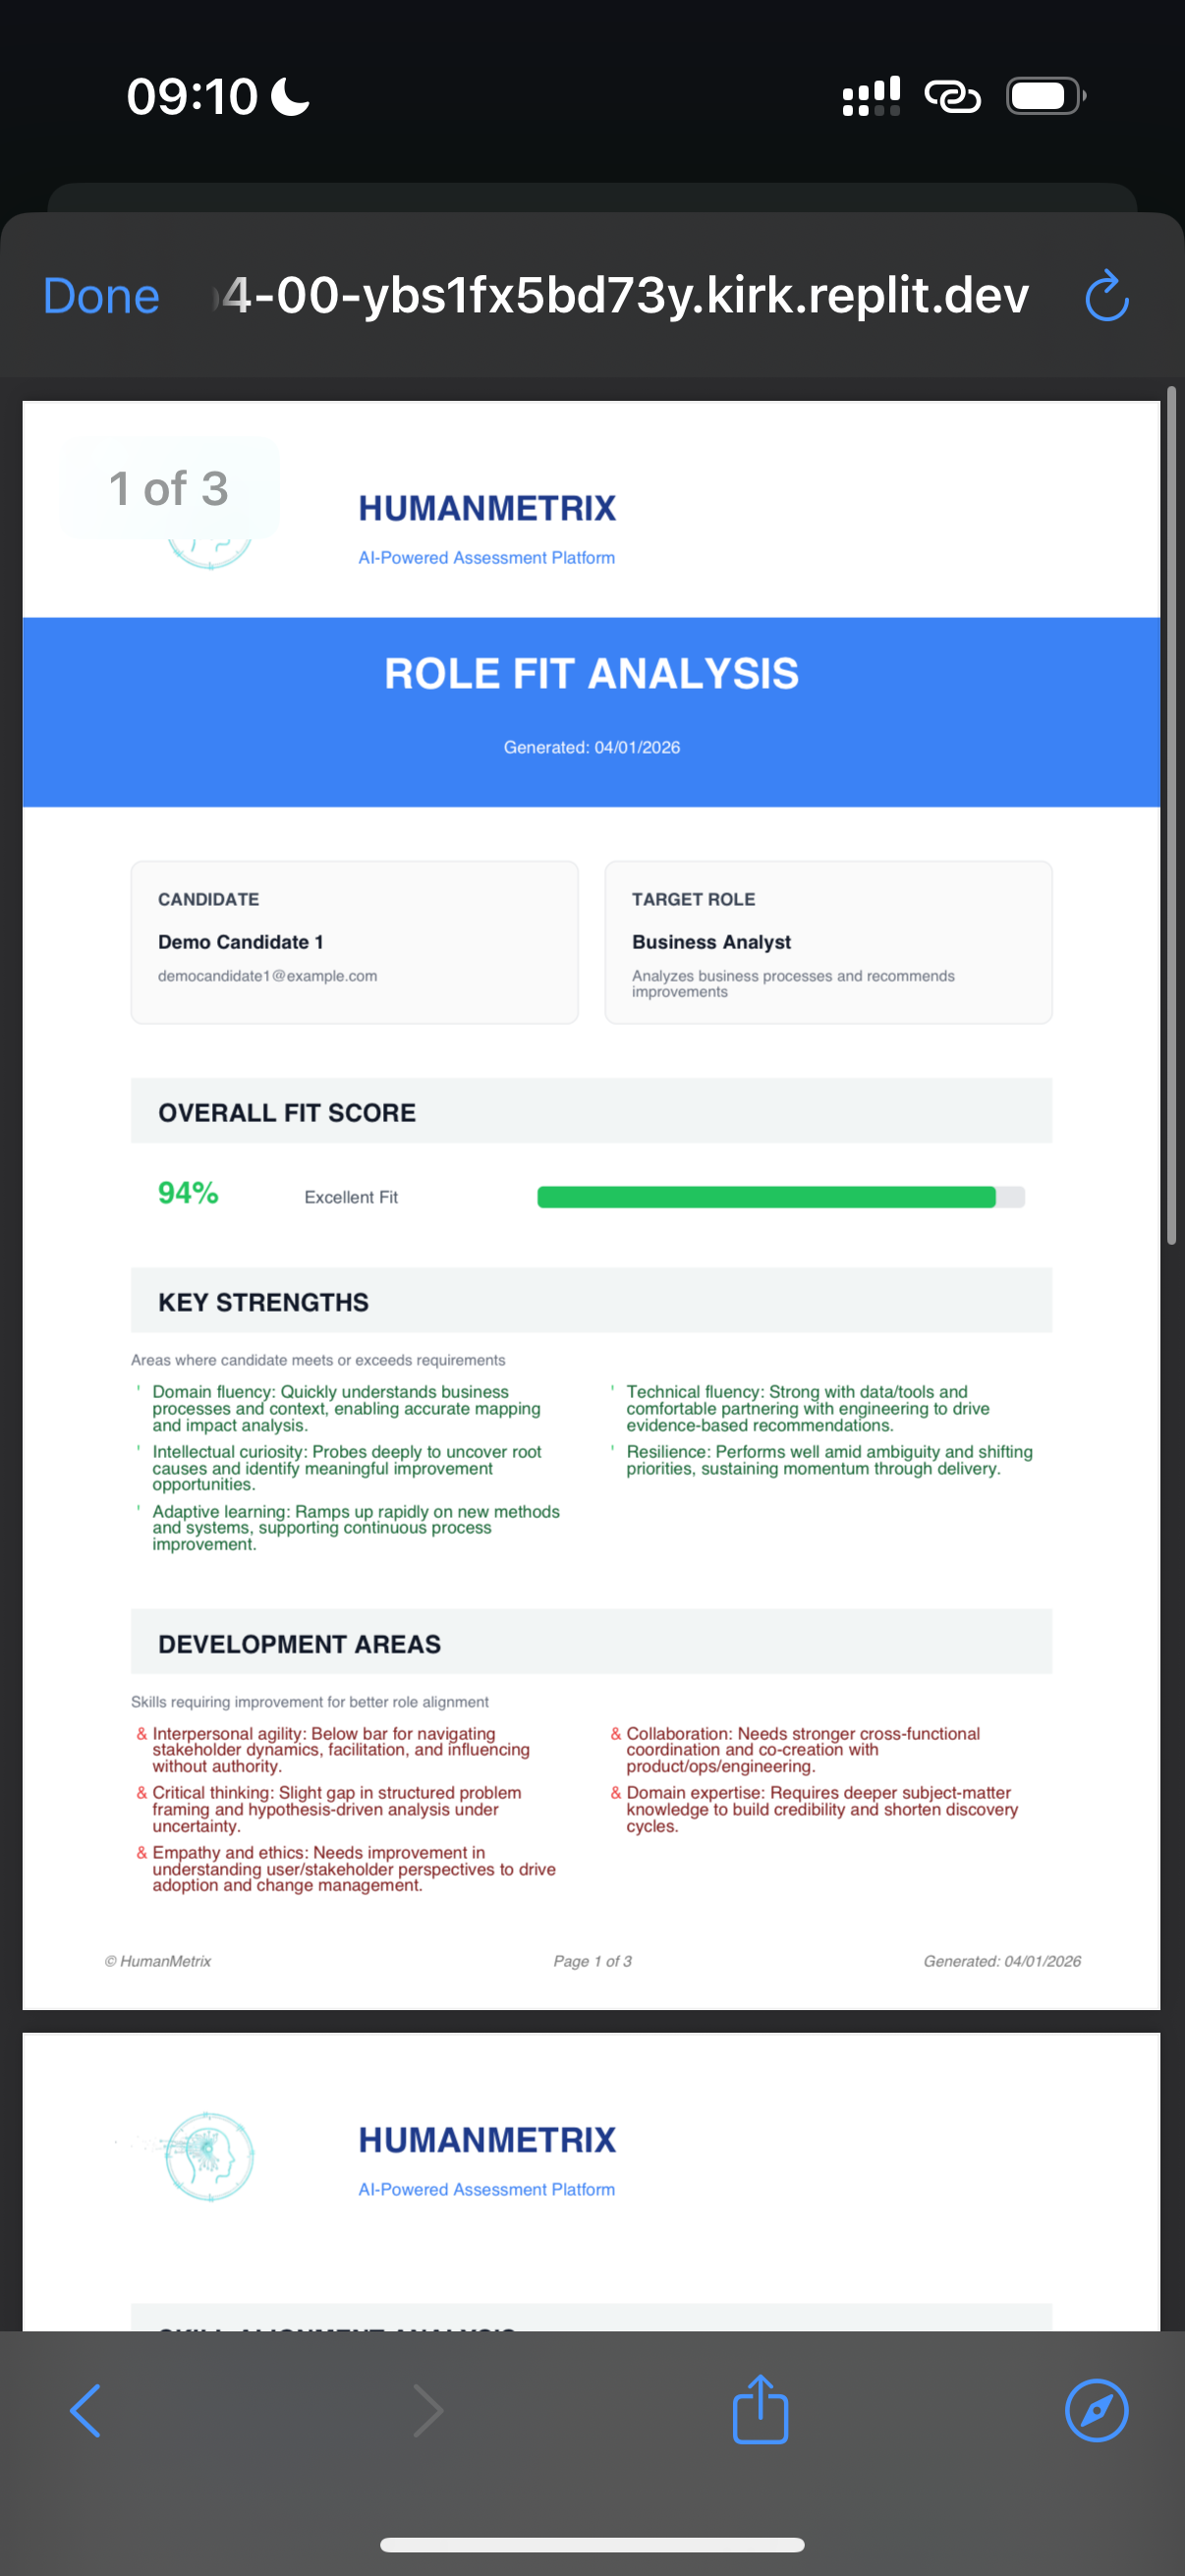 09:10
4-00-ybs1fx5bd73y.kirk.replit.dev
Done
1 of 3
HUMANMETRIX
AI-Powered Assessment Platform
ROLE FIT ANALYSIS
Generated: 04/01/2026
CANDIDATE
Demo Candidate 1
democandidate1@example.com
TARGET ROLE
Business Analyst
Analyzes business processes and recommends
improvements
OVERALL FIT SCORE
94%
Excellent Fit
KEY STRENGTHS
Areas where candidate meets or exceeds requirements
' Domain fluency: Quickly understands business
processes and context, enabling accurate mapping
and impact analysis.
' Intellectual curiosity: Probes deeply to uncover root
causes and identify meaningful improvement
opportunities.
' Adaptive learning: Ramps up rapidly on new methods
and systems, supporting continuous process
improvement.
' Technical fluency: Strong with data/tools and
comfortable partnering with engineering to drive
evidence-based recommendations.
' Resilience: Performs well amid ambiguity and shifting
priorities, sustaining momentum through delivery.
DEVELOPMENT AREAS
Skills requiring improvement for better role alignment
& Interpersonal agility: Below bar for navigating
stakeholder dynamics, facilitation, and influencing
without authority.
& Critical thinking: Slight gap in structured problem
framing and hypothesis-driven analysis under
uncertainty.
& Empathy and ethics: Needs improvement in
understanding user/stakeholder perspectives to drive
adoption and change management.
& Collaboration: Needs stronger cross-functional
coordination and co-creation with
product/ops/engineering.
& Domain expertise: Requires deeper subject-matter
knowledge to build credibility and shorten discovery
cycles.
© HumanMetrix
Page 1 of 3
Generated: 04/01/2026
HUMANMETRIX
AI-Powered Assessment Platform
SKILL ALIGNMENT ANALYSIS